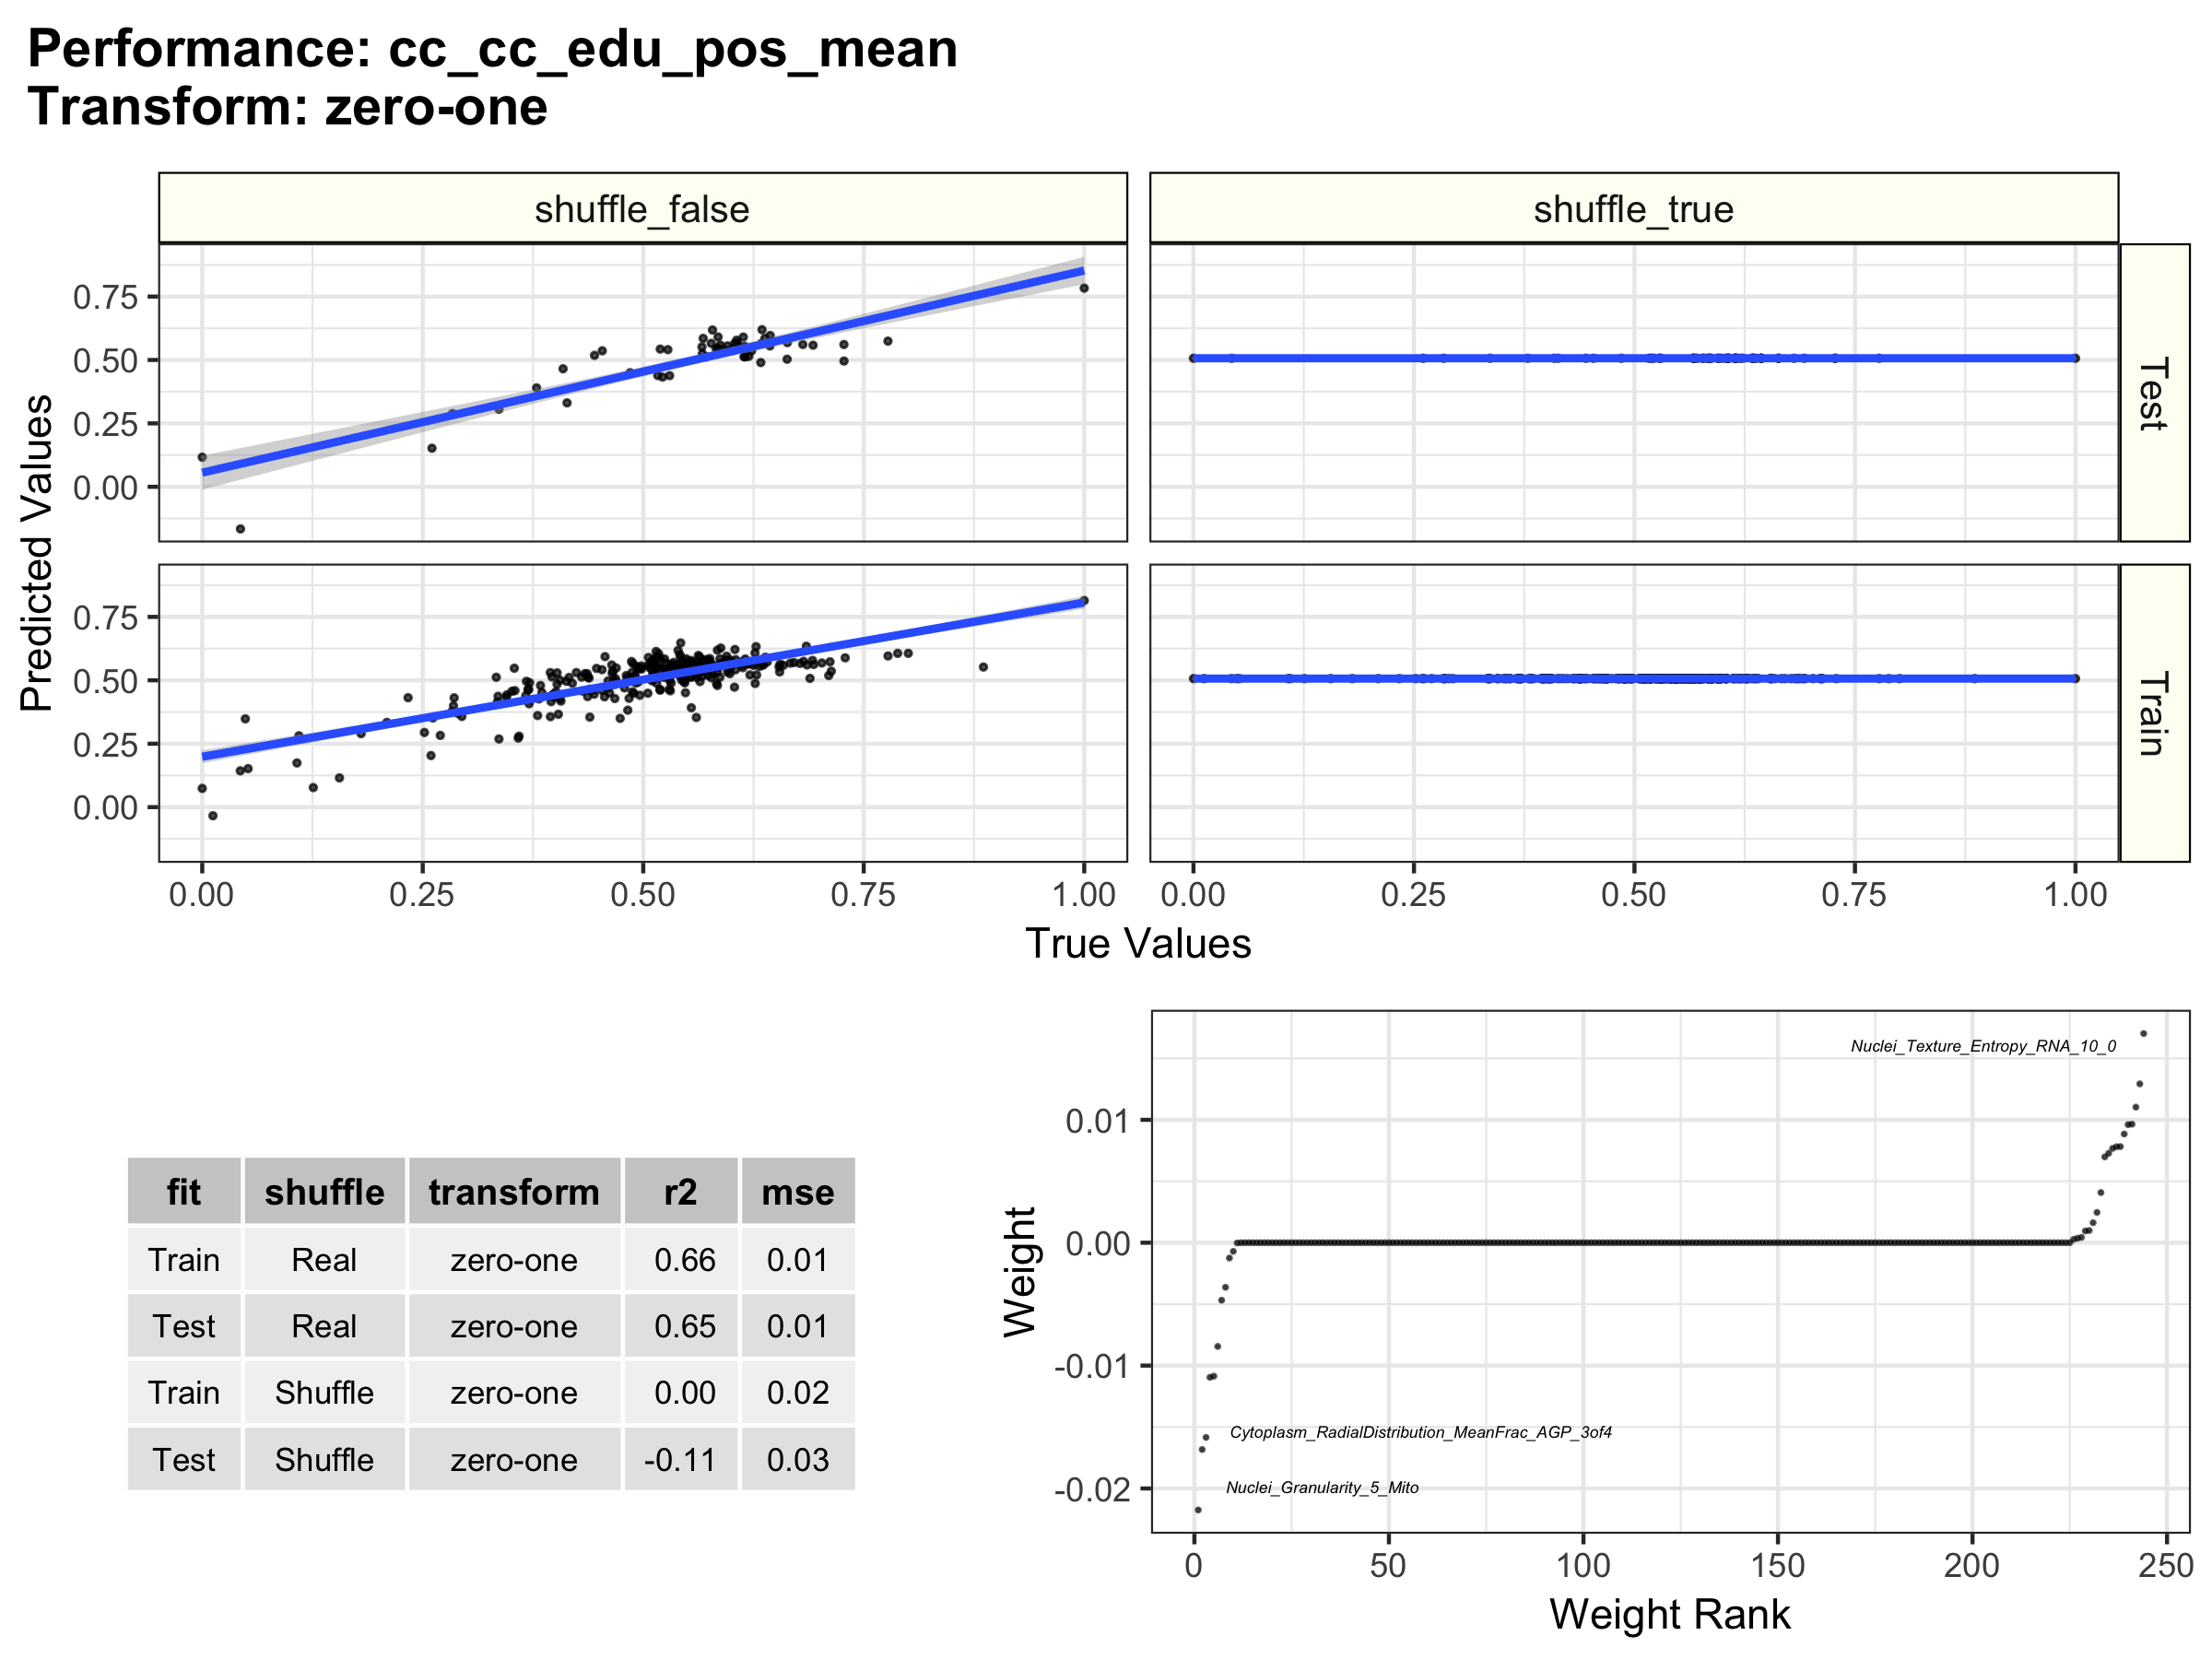 Performance: cc_cc_edu_pos_mean
Transform: zero-one
shuffle_false
shuffle_true
Predicted Values
0.75
0.50
0.25
0.00
Test
0.75
0.50
0.25
0.00
Train
0.00 0.25 0.50 0.75 1.00
0.00 0.25 0.50 0.75 1.00
True Values
fit shuffle transform r2 mse
Train Real zero-one 0.66 0.01
Test Real zero-one 0.65 0.01
Train Shuffle zero-one 0.00 0.02
Test Shuffle zero-one -0.11 0.03
Weight
0.01
0.00
-0.01
-0.02
Nuclei_Texture_Entropy_RNA_10_0
Cytoplasm_RadialDistribution_MeanFrac_AGP_3of4
Nuclei_Granularity_5_Mito
0 50 100 150 200 250
Weight Rank